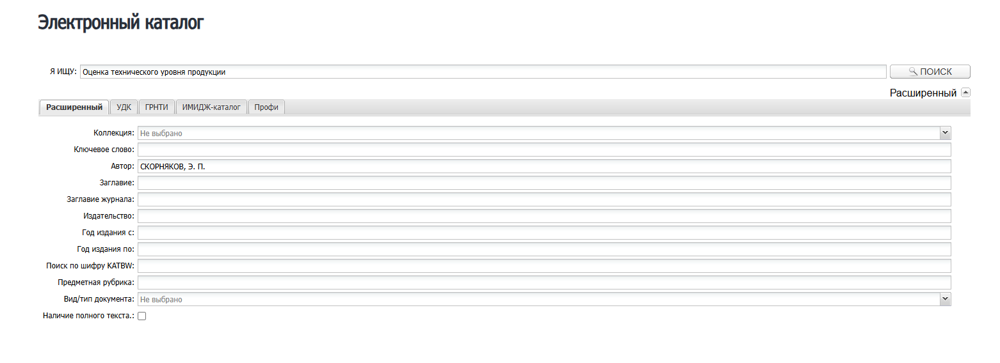 Электронный каталог
Я ИЩУ: Оценка технического уровня продукции ПОИСК
Расширенный
Расширенный УДК ГРНТИ ИМИДЖ-каталог Профи
Коллекция: Не выбрано
Ключевое слово:
Автор: СКОРНЯКОВ, Э. П.
Заглавие:
Заглавие журнала:
Издательство:
Год издания с:
Год издания по:
Поиск по шифру KATBW:
Предметная рубрика:
Вид/тип документа: Не выбрано
Наличие полного текста.: